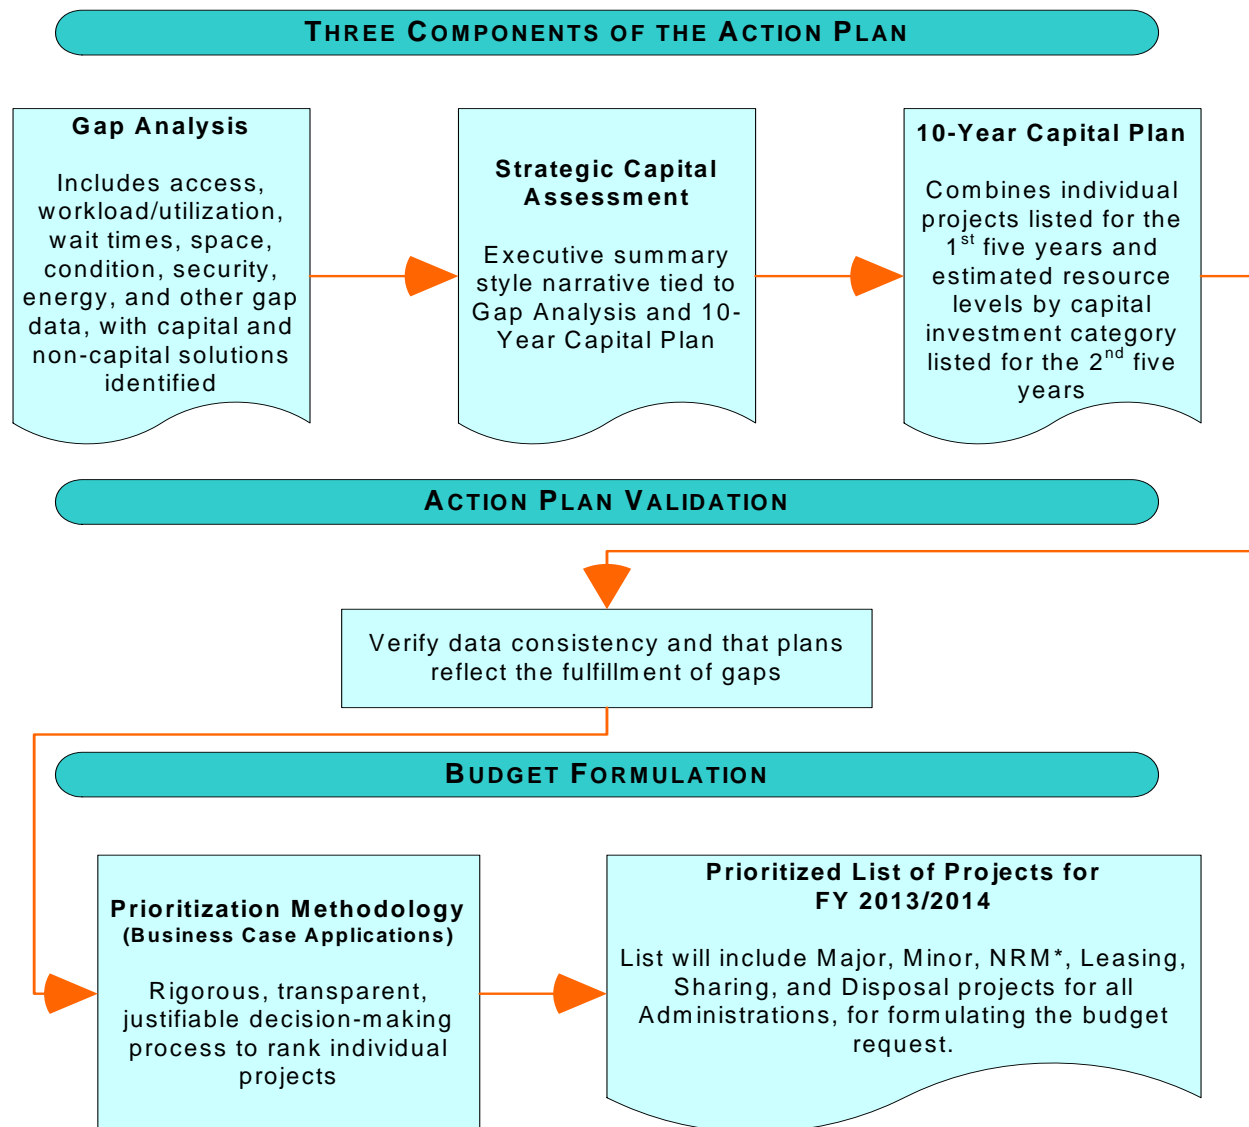 THREE COMPONENTS OF THE ACTION PLAN
Gap Analysis
Includes access,
workload/utilization,
wait times, space,
condition, security,
energy, and other gap
data, with capital and
non-capital solutions
identified
Strategic Capital
Assessment
Executive summary
style narrative tied to
Gap Analysis and 10-
Year Capital Plan
10-Year Capital Plan
Combines individual
projects listed for the
1st five years and
estimated resource
levels by capital
investment category
listed for the 2nd five
years
ACTION PLAN VALIDATION
Verify data consistency and that plans
reflect the fulfillment of gaps
BUDGET FORMULATION
Prioritization Methodology
(Business Case Applications)
Rigorous, transparent,
justifiable decision-making
process to rank individual
projects
Prioritized List of Projects for
FY 2013/2014
List will include Major, Minor, NRM*, Leasing,
Sharing, and Disposal projects for all
Administrations, for formulating the budget
request.